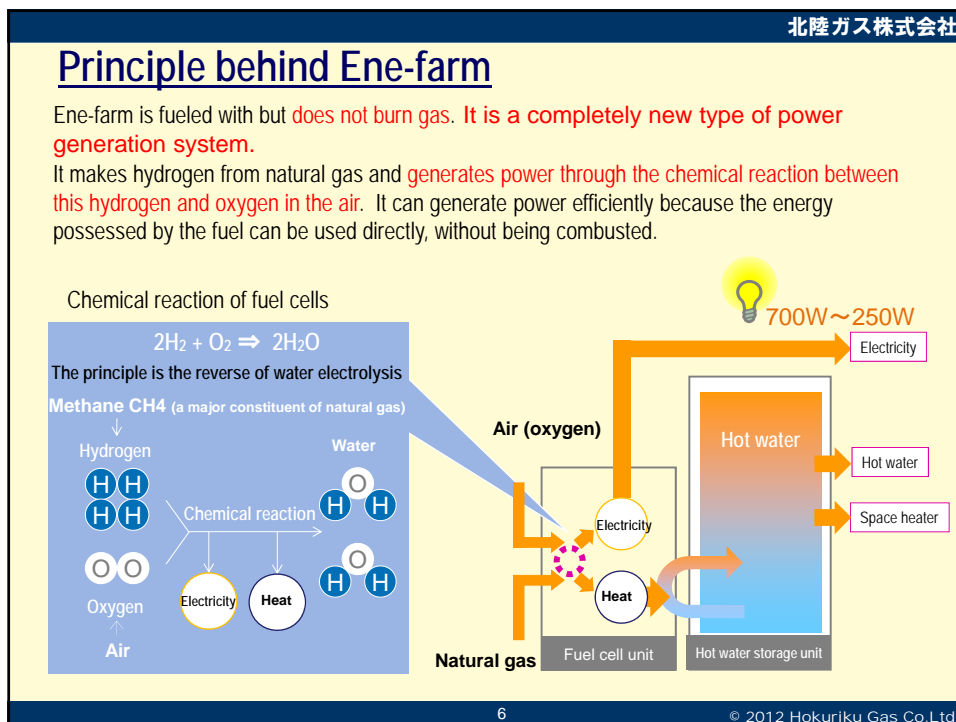 北陸ガス株式会社
Principle behind Ene-farm
Ene-farm is fueled with but does not burn gas. It is a completely new type of power
generation system.
It makes hydrogen from natural gas and generates power through the chemical reaction between
this hydrogen and oxygen in the air. It can generate power efficiently because the energy
possessed by the fuel can be used directly, without being combusted.
Chemical reaction of fuel cells
2H₂ + O₂ ⇒ 2H₂O
The principle is the reverse of water electrolysis
Methane CH4 (a major constituent of natural gas)
Hydrogen
H H
H H
O O
Oxygen
Air
Chemical reaction
Electricity
Heat
Water
O
H H
O
H H
700W～250W
Electricity
Air (oxygen)
Electricity
Heat
Natural gas
Fuel cell unit
Hot water
Hot water
Space heater
Hot water storage unit
6
© 2012 Hokuriku Gas Co.Ltd